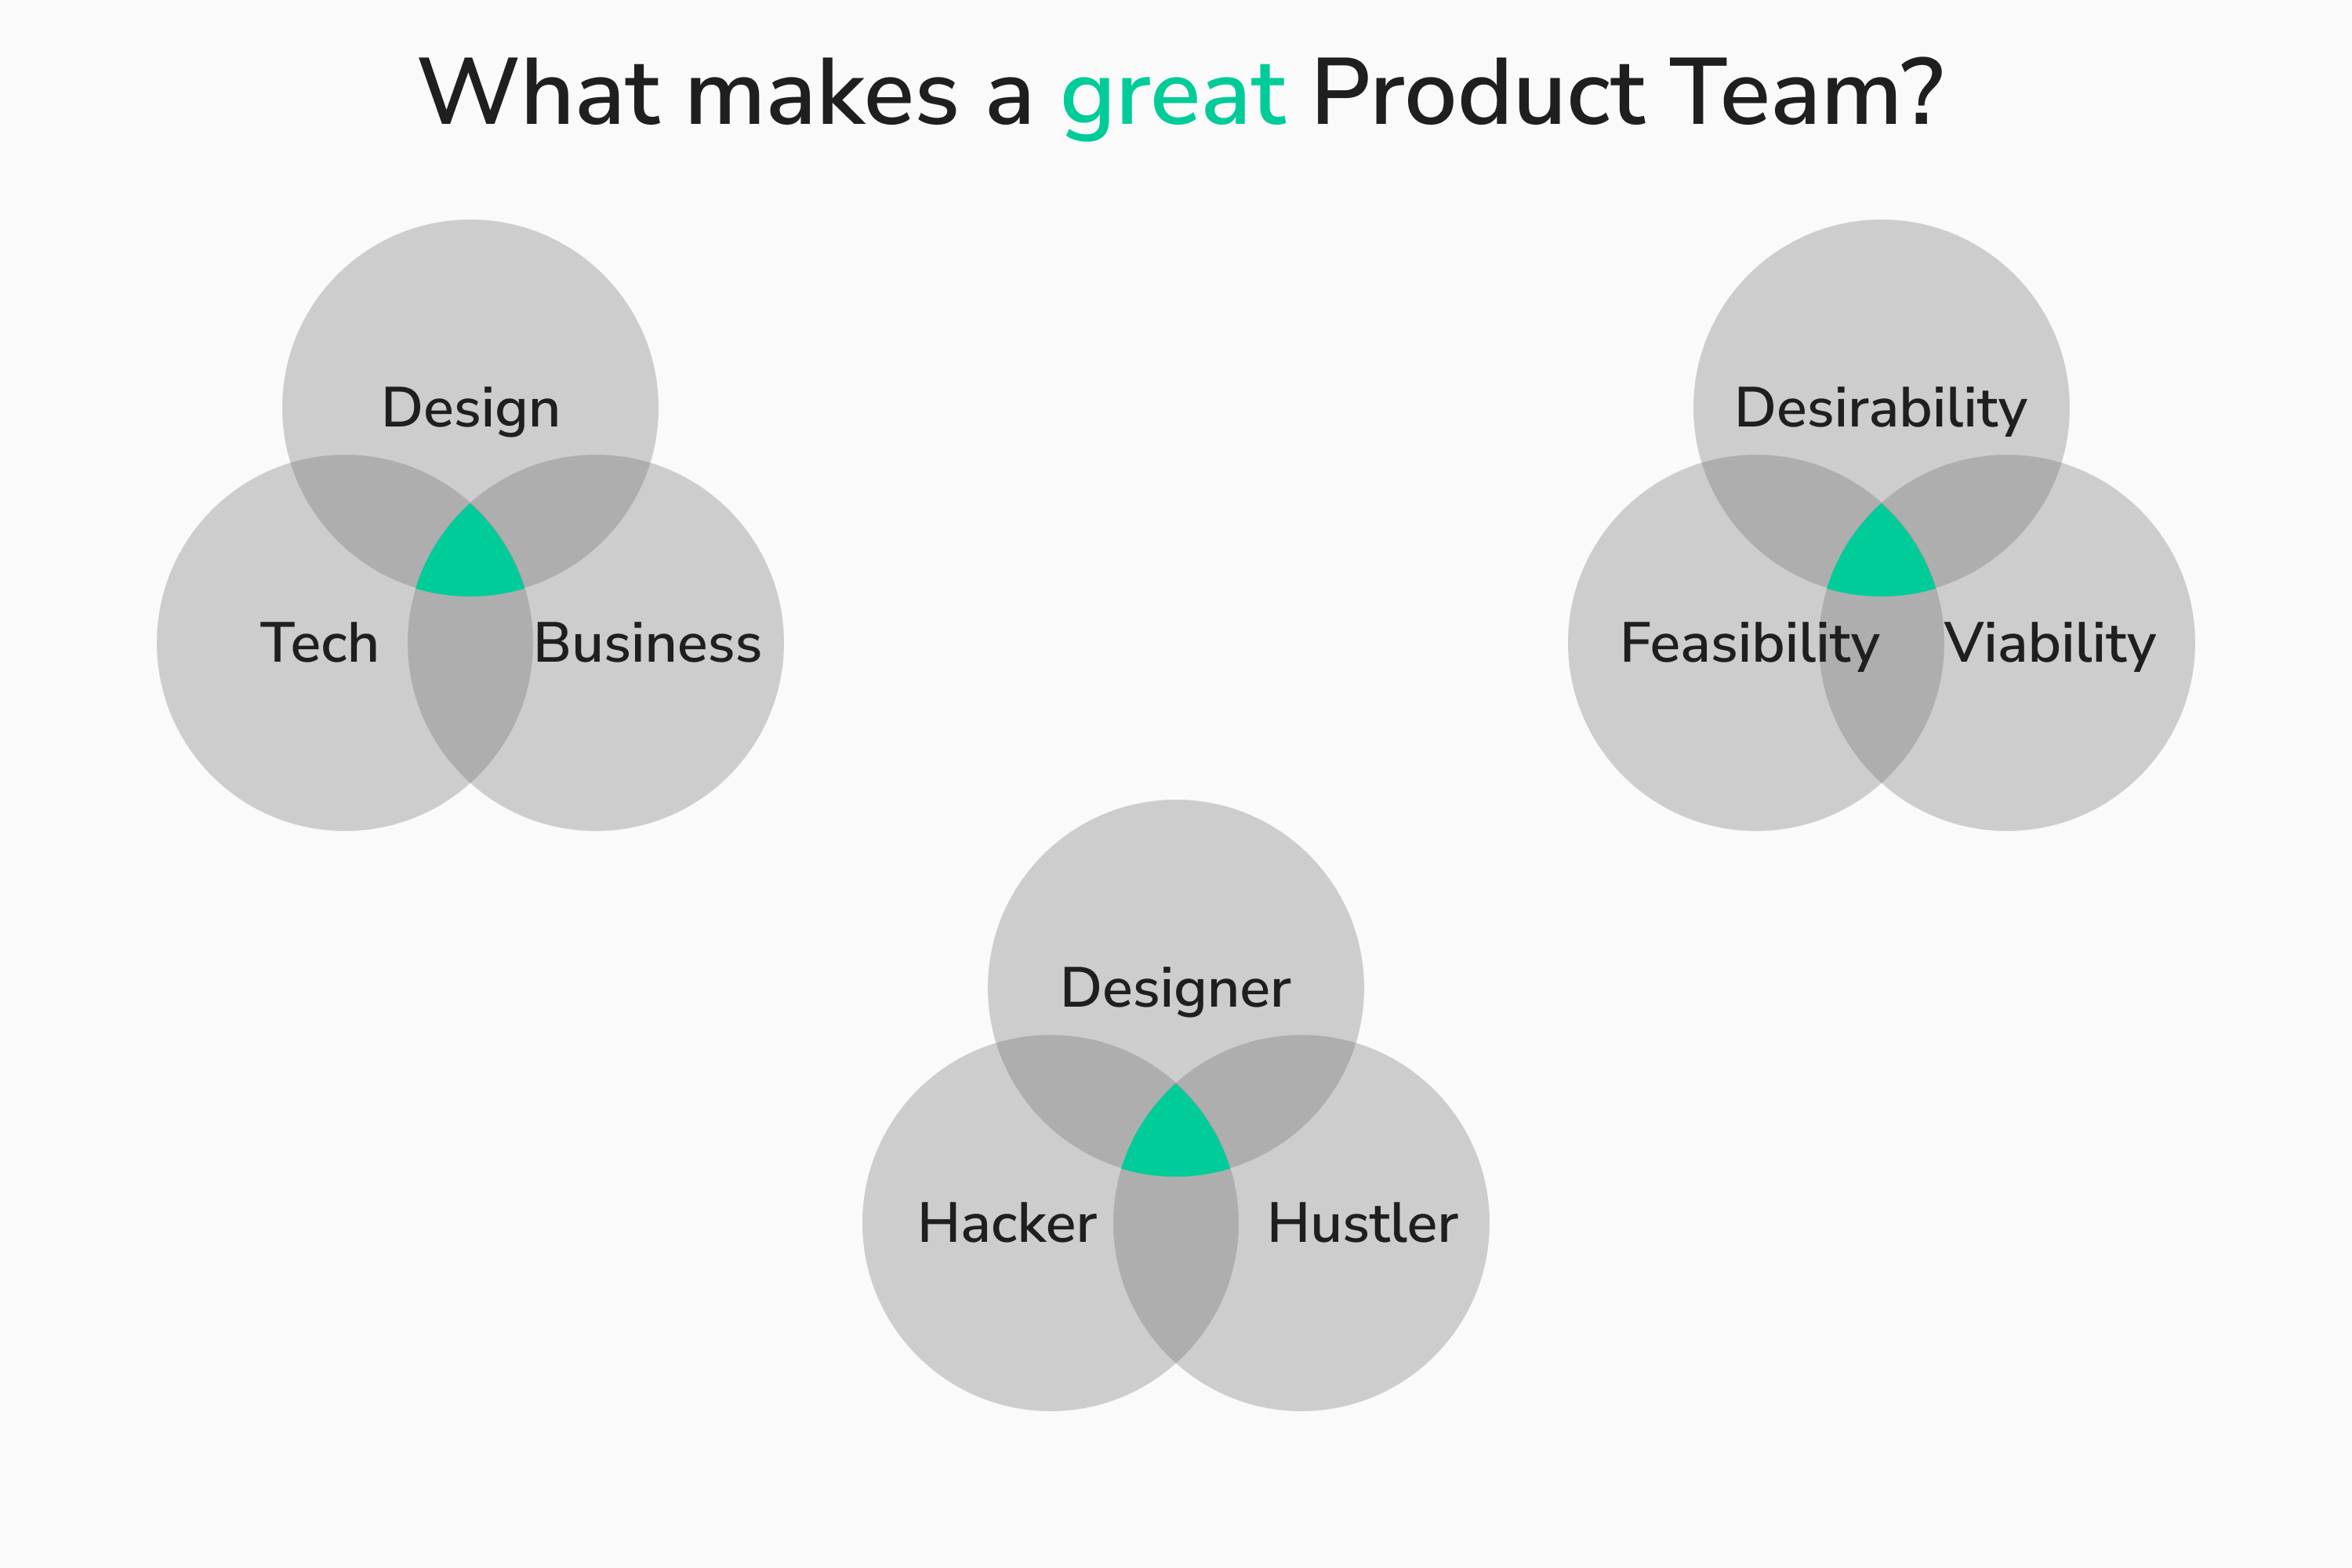 What makes a great Product Team?
Design
Tech
Business
Desirability
Feasibility
Viability
Designer
Hacker
Hustler